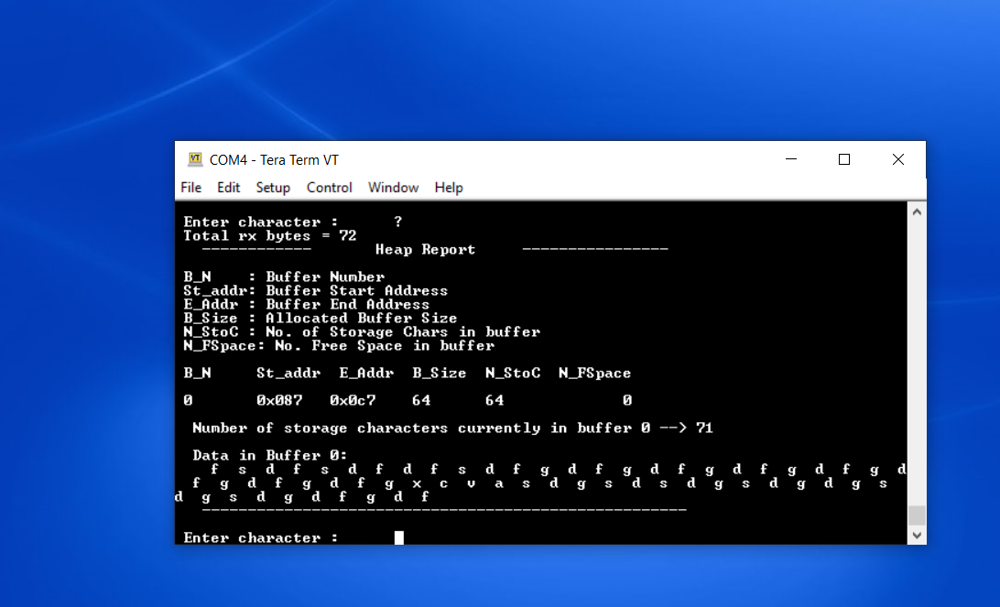 COM4 - Tera Term VT
File Edit Setup Control Window Help
Enter character : ?
Total rx bytes = 72
------------ Heap Report ----------------
B_N : Buffer Number
St_addr: Buffer Start Address
E_Addr : Buffer End Address
B_Size : Allocated Buffer Size
N_StoC : No. of Storage Chars in buffer
N_FSpace: No. Free Space in buffer
B_N St_addr E_Addr B_Size N_StoC N_FSpace
0 0x087 0x0c7 64 64 0
Number of storage characters currently in buffer 0 --> 71
Data in Buffer 0:
f s d f s d f d f s d f g d f g d f g d f g d f g d
f g d f g d f g x c v a s d g s d s d g s d g d g s
d g s d g d f g d f
-----------------------------------------------------
Enter character :